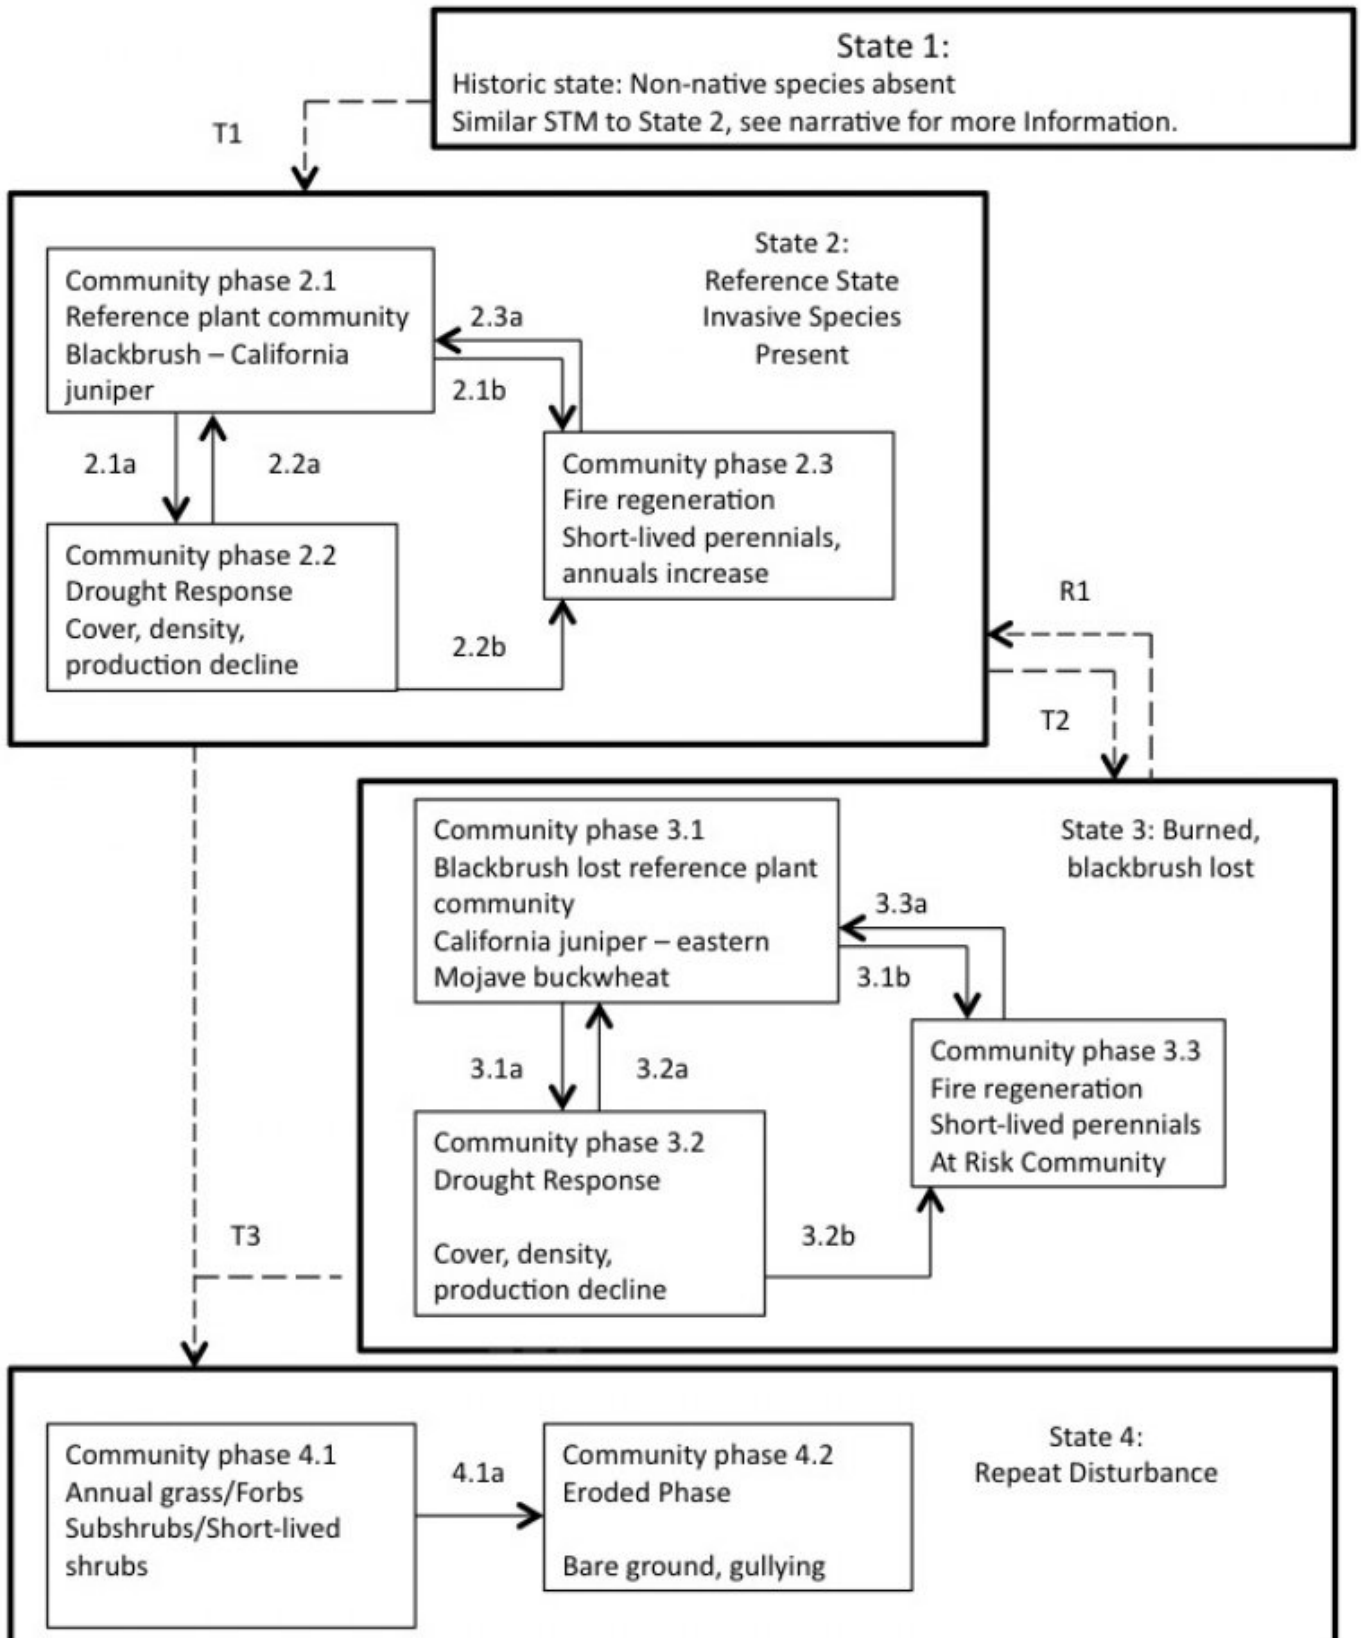 State 1:
Historic state: Non-native species absent
Similar STM to State 2, see narrative for more Information.
T1
State 2:
Reference State
Invasive Species
Present
Community phase 2.1
Reference plant community
Blackbrush – California
juniper
2.3a
2.1b
2.1a
2.2a
Community phase 2.3
Fire regeneration
Short-lived perennials,
annuals increase
Community phase 2.2
Drought Response
Cover, density,
production decline
2.2b
R1
T2
Community phase 3.1
Blackbrush lost reference plant
community
California juniper – eastern
Mojave buckwheat
State 3: Burned,
blackbrush lost
3.3a
3.1b
3.1a
3.2a
Community phase 3.3
Fire regeneration
Short-lived perennials
At Risk Community
Community phase 3.2
Drought Response
Cover, density,
production decline
3.2b
T3
Community phase 4.1
Annual grass/Forbs
Subshrubs/Short-lived
shrubs
4.1a
Community phase 4.2
Eroded Phase
Bare ground, gullying
State 4:
Repeat Disturbance